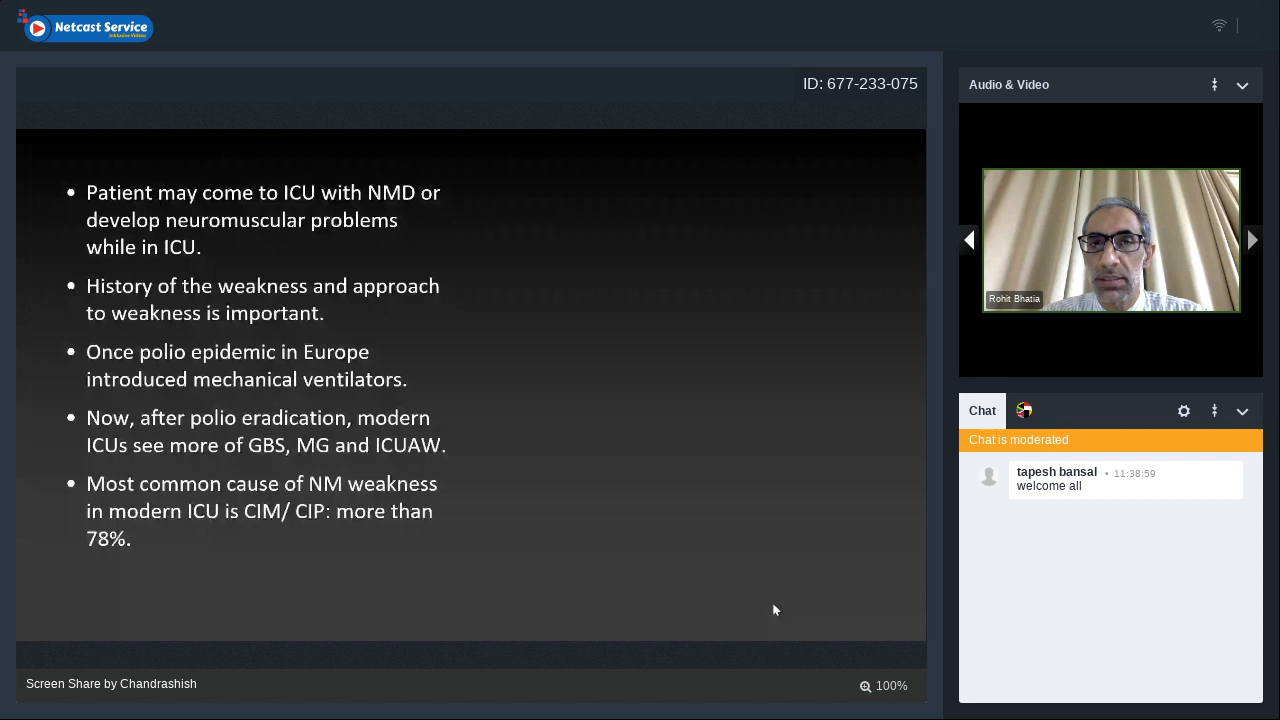 Netcast Service
Inklusive Videos
ID: 677-233-075
• Patient may come to ICU with NMD or
develop neuromuscular problems
while in ICU.
• History of the weakness and approach
to weakness is important.
• Once polio epidemic in Europe
introduced mechanical ventilators.
• Now, after polio eradication, modern
ICUs see more of GBS, MG and ICUAW.
• Most common cause of NM weakness
in modern ICU is CIM/ CIP: more than
78%.
Screen Share by Chandrashish
100%
Audio & Video
Rohit Bhatia
Chat
Chat is moderated
tapesh bansal • 11:38:59
welcome all